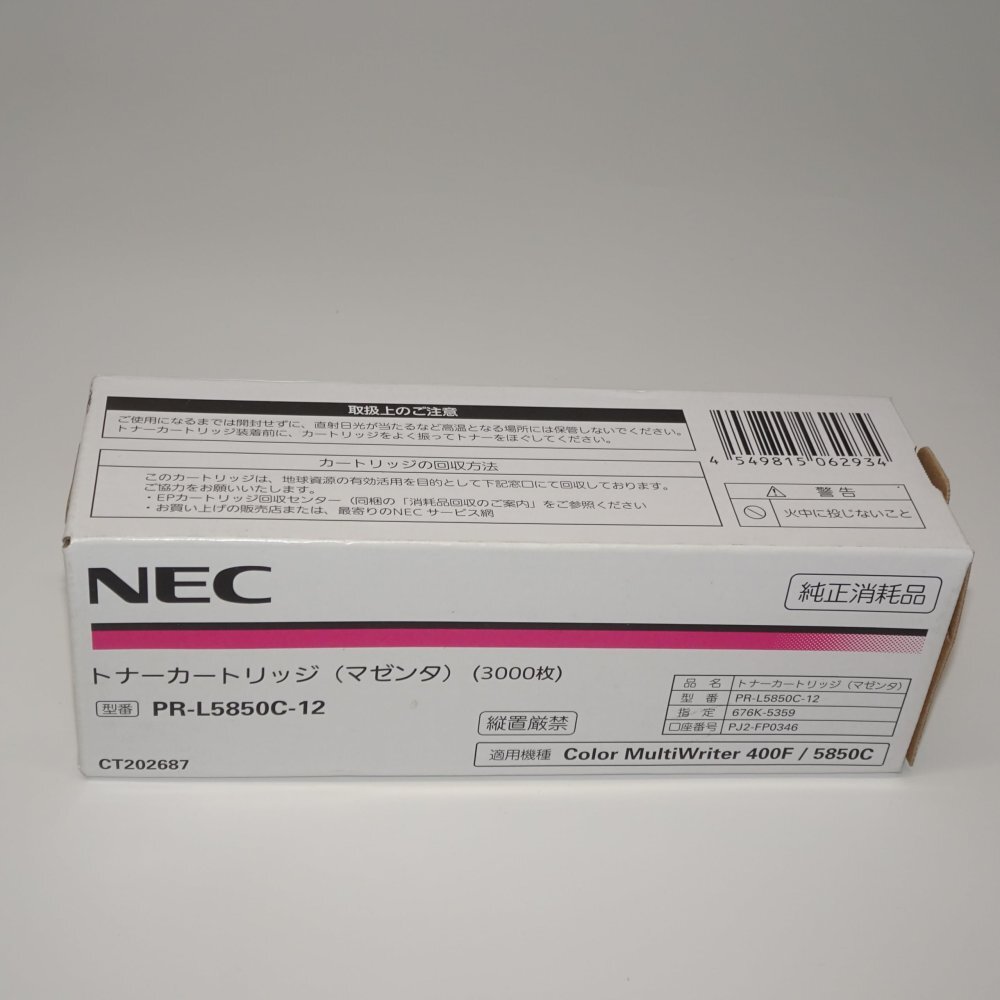 取扱上のご注意
ご使用になるまでは開封せずに、直射日光が当たるなど高温となる場所には保管しないでください。
トナーカートリッジ装着前に、カートリッジをよく振ってトナーをほぐしてください。
カートリッジの回収方法
このカートリッジは、地球資源の有効活用を目的として下記窓口にて回収しております。
ご協力をお願いいたします。
・EPカートリッジ回収センター（同梱の「消耗品回収のご案内」をご参照ください
・お買い上げの販売店または、最寄りのNEC サービス網
4 549815 062934
警告
火中に投じないこと
NEC
純正消耗品
トナーカートリッジ（マゼンタ）（3000枚）
型番 PR-L5850C-12
縦置厳禁
品 名 トナーカートリッジ（マゼンタ）
型 番 PR-L5850C-12
指 定 676K-5359
口座番号 PJ2-FP0346
適用機種 Color MultiWriter 400F / 5850C
CT202687